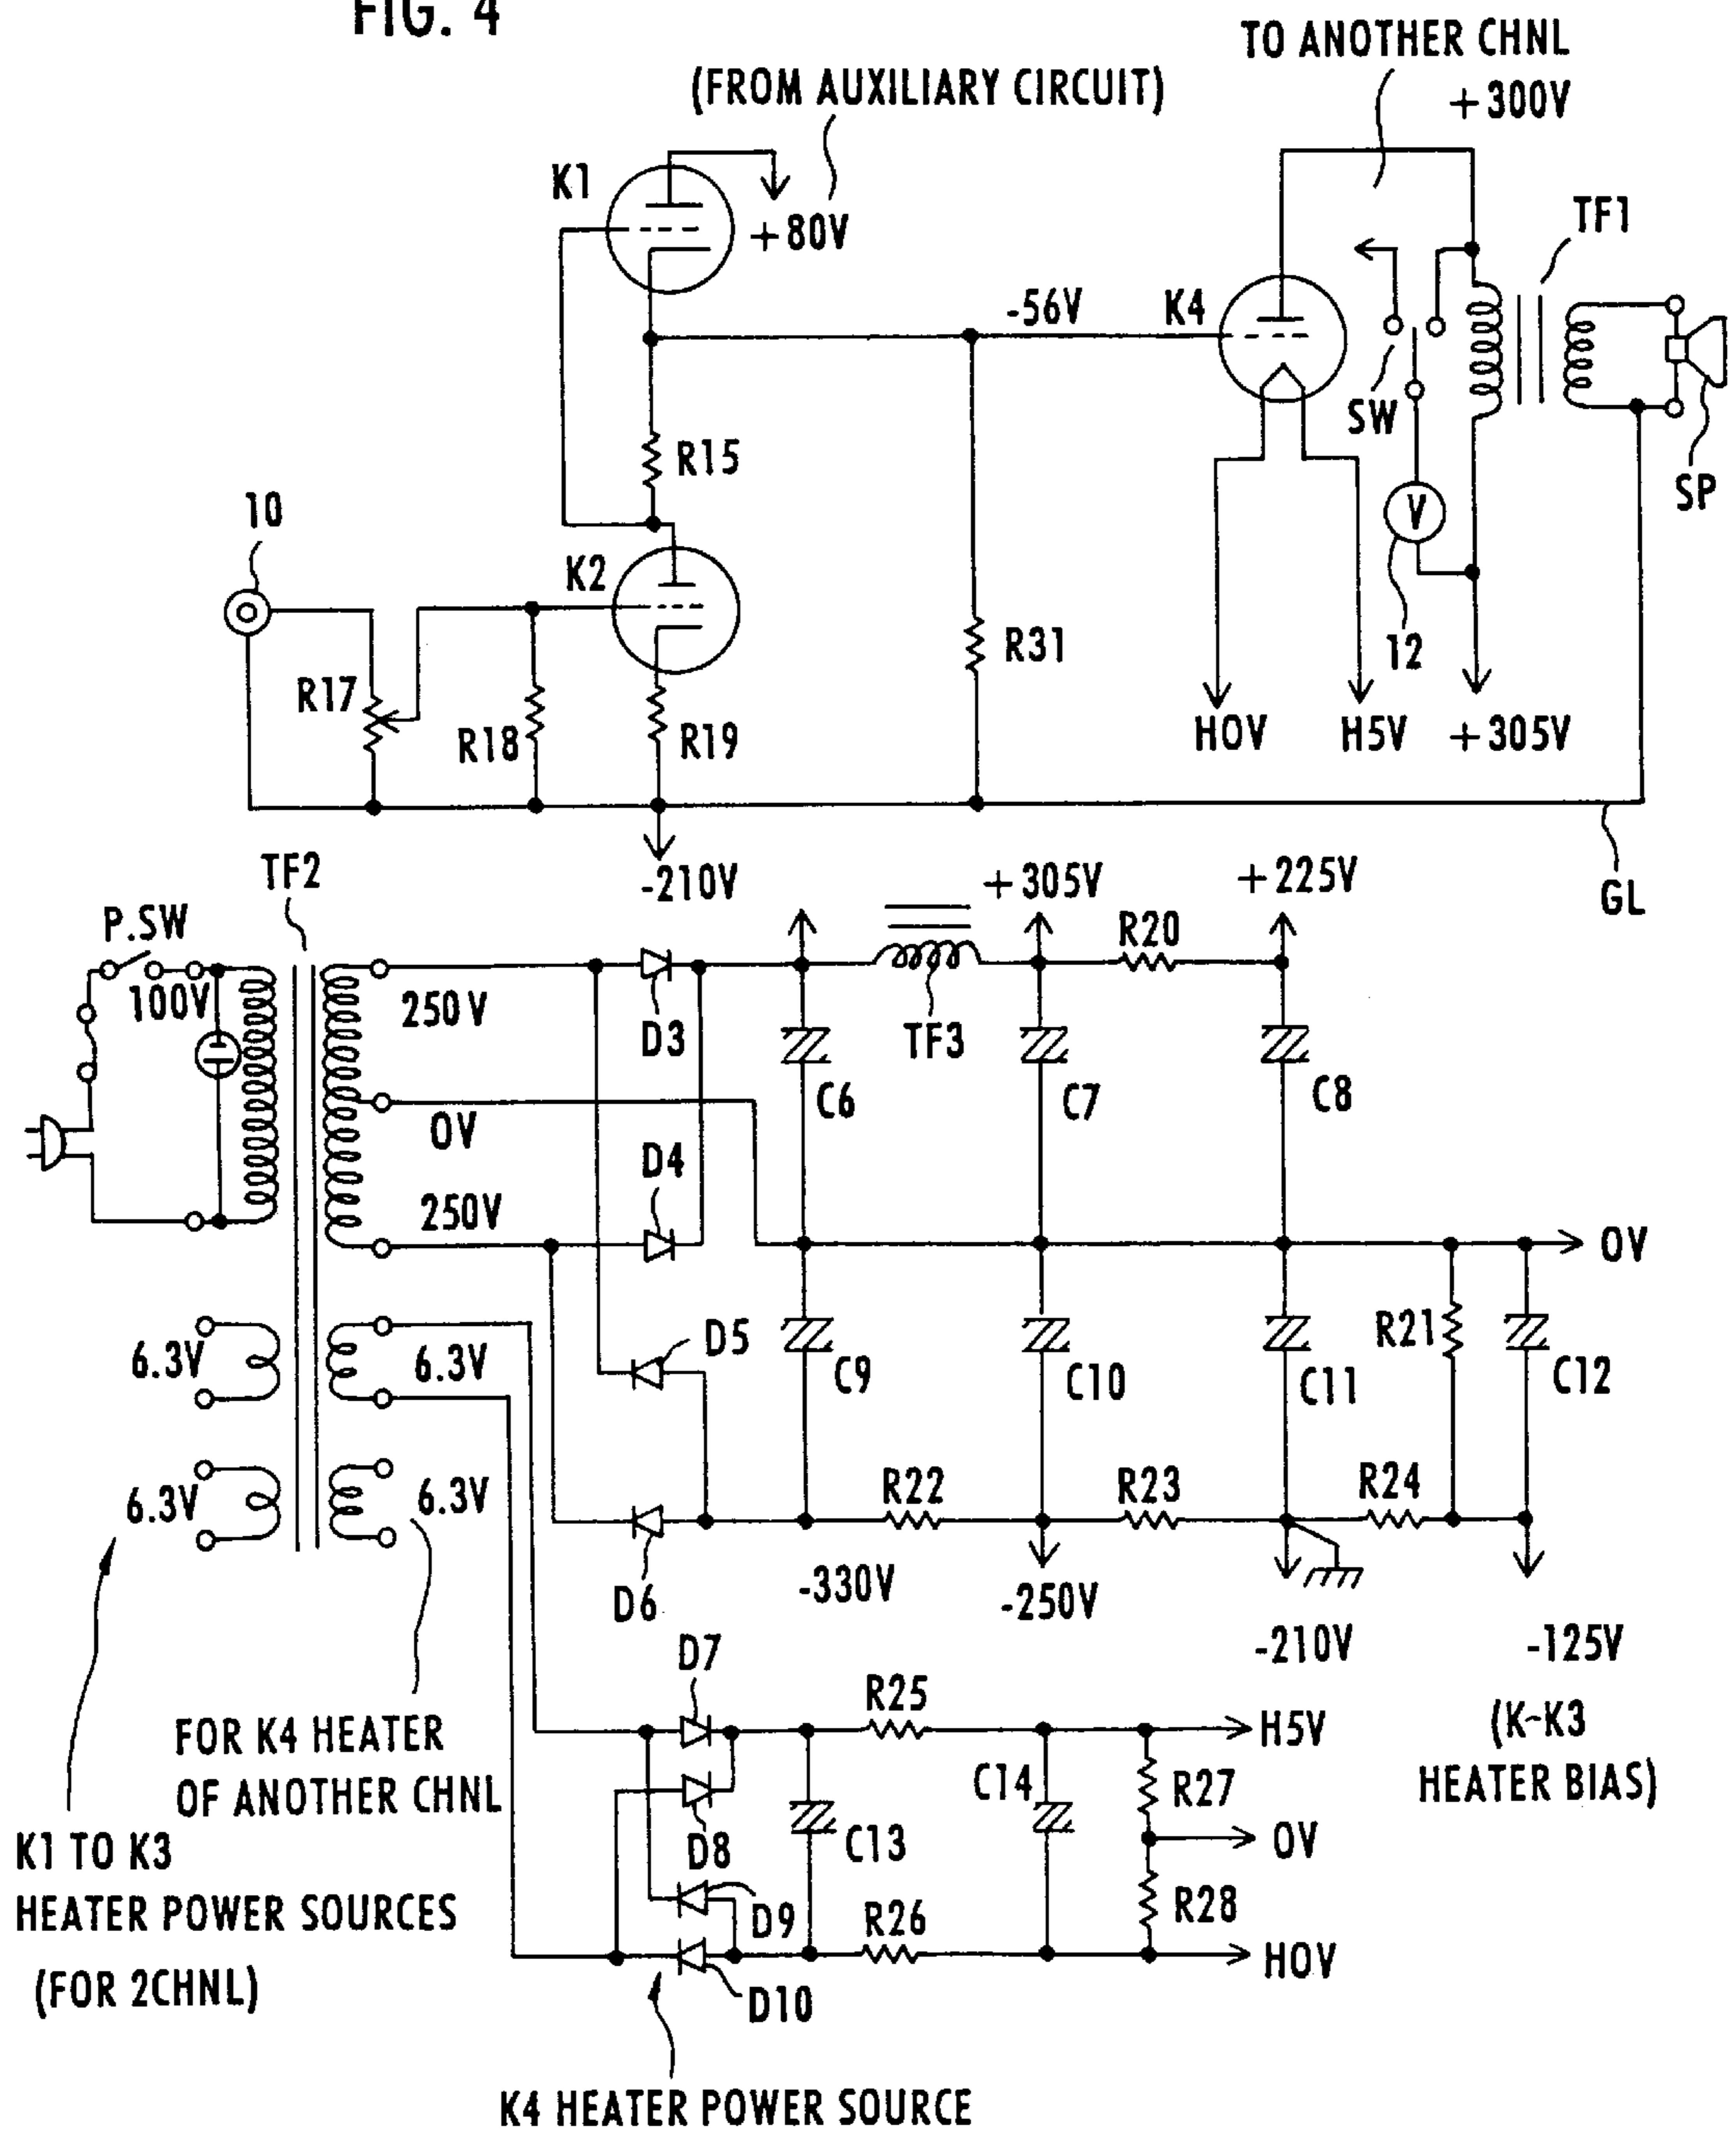 FIG. 4
TO ANOTHER CHNL
(FROM AUXILIARY CIRCUIT)
+300V
K1
+80V
TF1
-56V
K4
SW
R15
SP
10
V
K2
R31
12
R17
R18
R19
HOV
H5V
+305V
-210V
GL
TF2
+305V
+225V
P.SW
R20
100V
250V
D3
TF3
C6
C7
C8
0V
D4
250V
0V
D5
R21
6.3V
6.3V
C9
C10
C11
C12
R22
R23
R24
6.3V
6.3V
D6
-330V
-250V
-210V
-125V
D7
R25
FOR K4 HEATER
OF ANOTHER CHNL
H5V
(K~K3
HEATER BIAS)
C14
R27
D8
C13
0V
K1 TO K3
HEATER POWER SOURCES
(FOR 2CHNL)
D9
R26
R28
HOV
D10
K4 HEATER POWER SOURCE